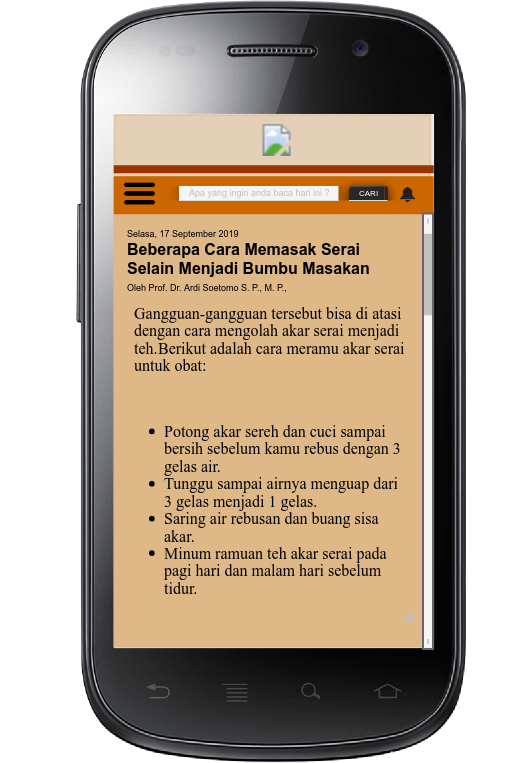 Apa yang ingin anda baca hari ini ?
CARI
Selasa, 17 September 2019
Beberapa Cara Memasak Serai
Selain Menjadi Bumbu Masakan
Oleh Prof. Dr. Ardi Soetomo S. P., M. P.,
Gangguan-gangguan tersebut bisa di atasi
dengan cara mengolah akar serai menjadi
teh.Berikut adalah cara meramu akar serai
untuk obat:
Potong akar sereh dan cuci sampai
bersih sebelum kamu rebus dengan 3
gelas air.
Tunggu sampai airnya menguap dari
3 gelas menjadi 1 gelas.
Saring air rebusan dan buang sisa
akar.
Minum ramuan teh akar serai pada
pagi hari dan malam hari sebelum
tidur.